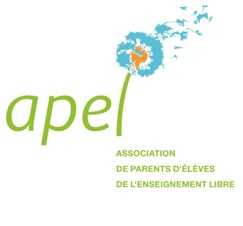 apel
ASSOCIATION
DE PARENTS D'ÉLÈVES
DE L'ENSEIGNEMENT LIBRE